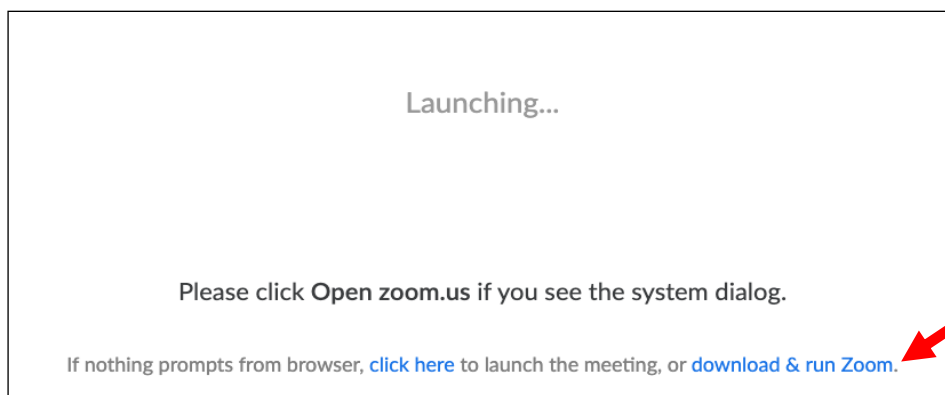 Launching...
Please click Open zoom.us if you see the system dialog.
If nothing prompts from browser, click here to launch the meeting, or download & run Zoom.